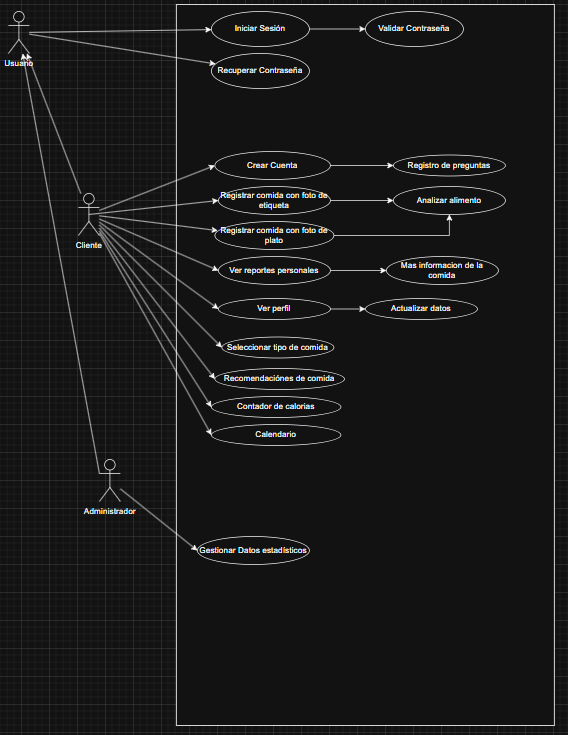 Iniciar Sesión
Validar Contraseña
Usuario
Recuperar Contraseña
Crear Cuenta
Registro de preguntas
Registrar comida con foto de
etiqueta
Analizar alimento
Registrar comida con foto de
plato
Cliente
Ver reportes personales
Mas informacion de la
comida
Ver perfil
Actualizar datos
Seleccionar tipo de comida
Recomendaciónes de comida
Contador de calorias
Calendario
Administrador
Gestionar Datos estadísticos